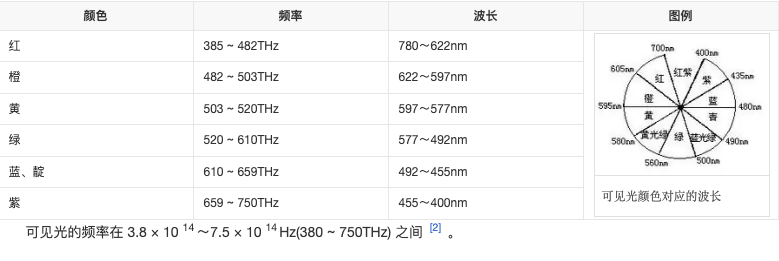 颜色 频率 波长 图例
红 385 ~ 482THz 780～622nm
橙 482 ~ 503THz 622～597nm
黄 503 ~ 520THz 597～577nm
绿 520 ~ 610THz 577～492nm
蓝、靛 610 ~ 659THz 492～455nm
紫 659 ~ 750THz 455～400nm
700nm
400nm
605nm
红
红紫
紫
435nm
595nm
橙
蓝
480nm
黄
青
580nm
黄光绿
绿
蓝光绿
490nm
560nm
500nm
可见光颜色对应的波长
可见光的频率在 3.8 × 10 14～7.5 × 10 14 Hz(380 ~ 750THz) 之间 [2] 。